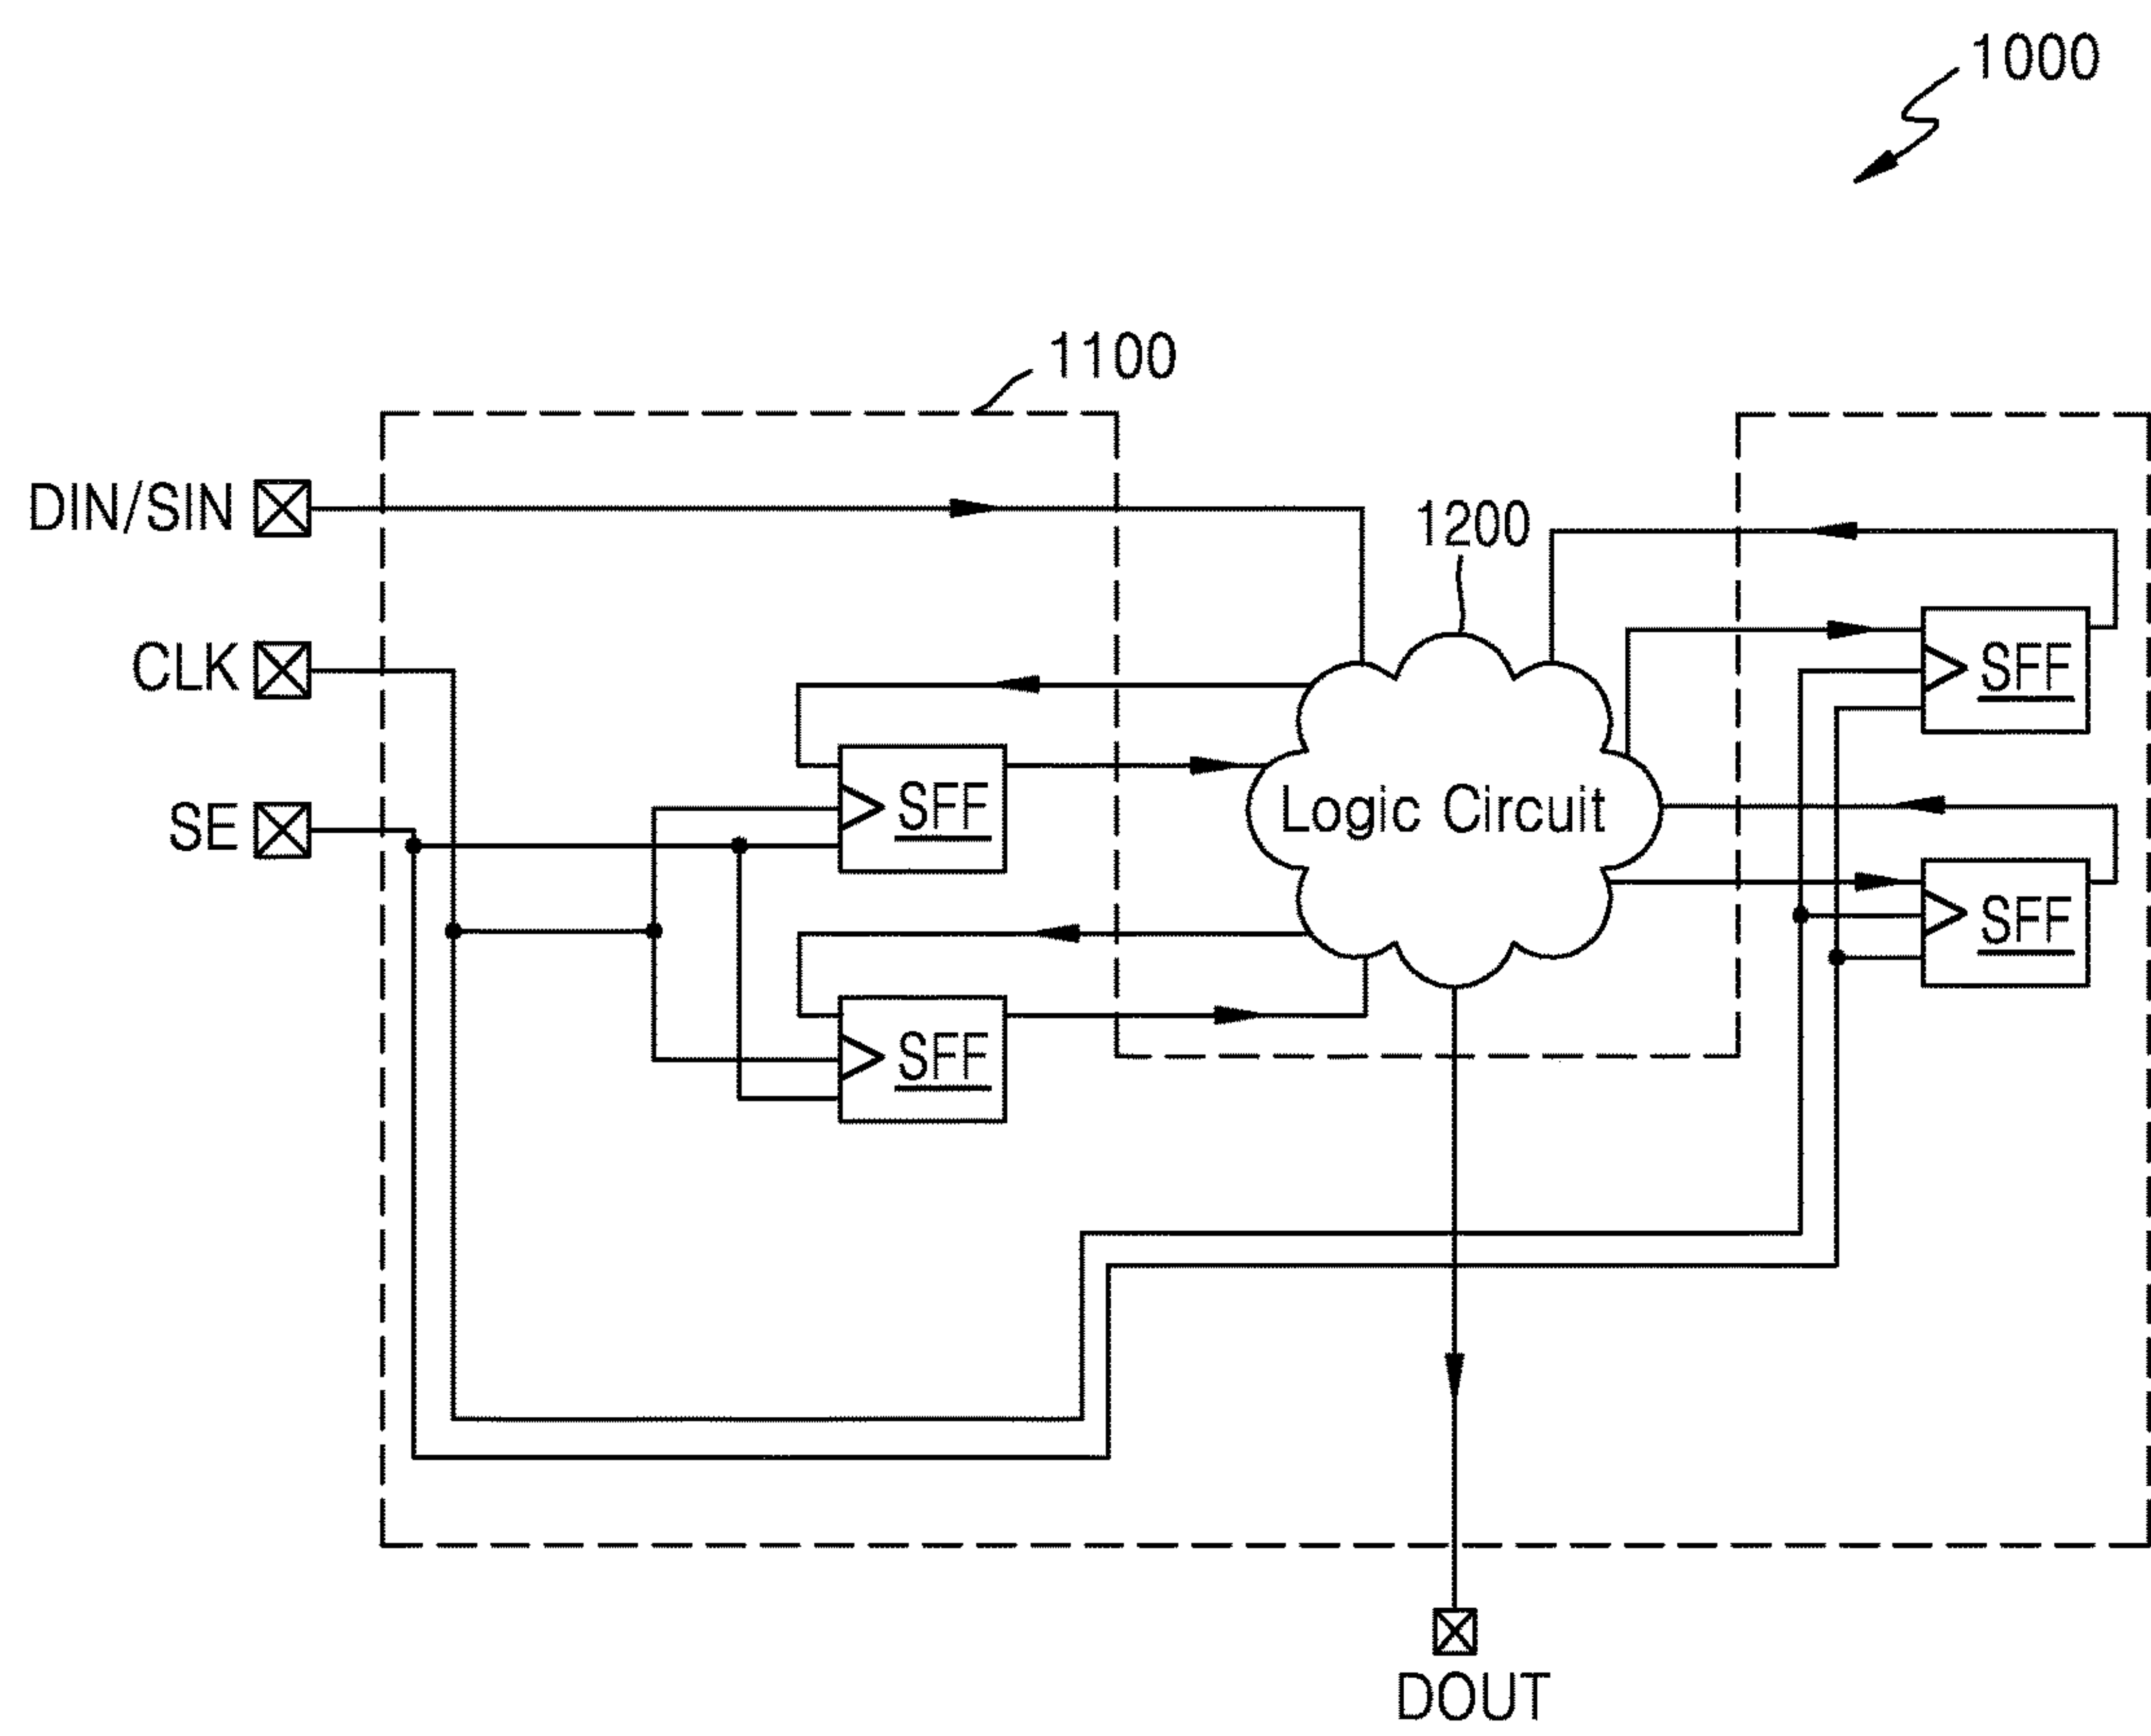 1000
1100
DIN/SIN
1200
CLK
SFF
SE
SFF
Logic Circuit
SFF
SFF
DOUT